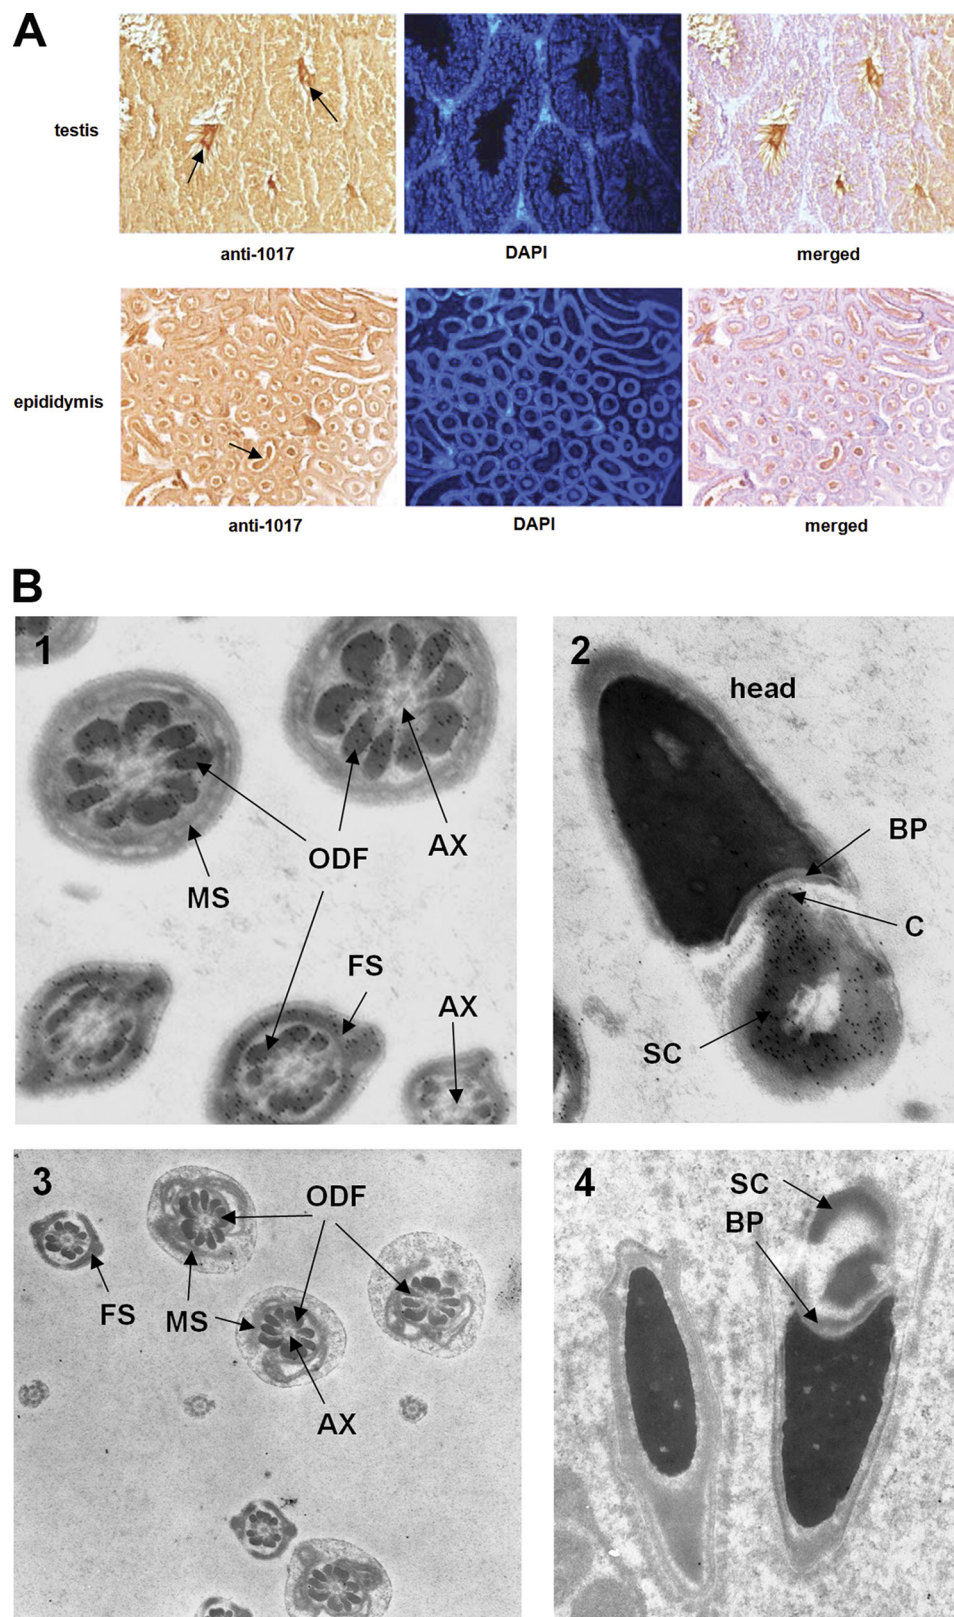 A
testis
anti-1017 DAPI merged
epididymis
anti-1017 DAPI merged
B
1
ODF
AX
MS
FS
AX
2
head
BP
C
SC
3
ODF
FS
MS
AX
4
SC
BP